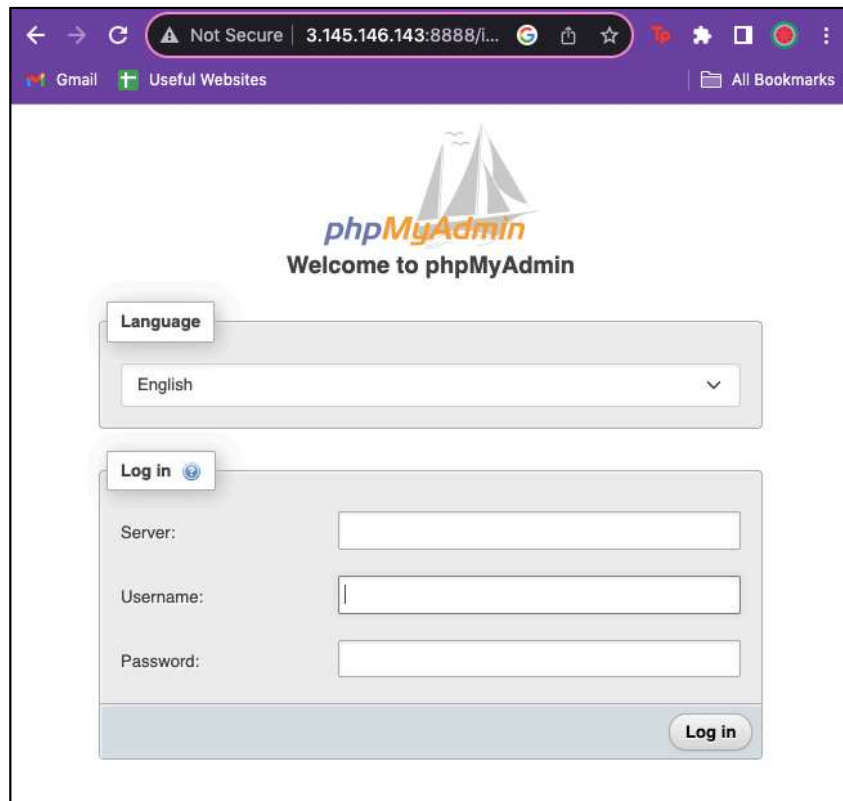 Not Secure | 3.145.146.143:8888/i... Tp
Gmail Useful Websites All Bookmarks
phpMyAdmin
Welcome to phpMyAdmin
Language
English
Log in
Server:
Username:
Password:
Log in